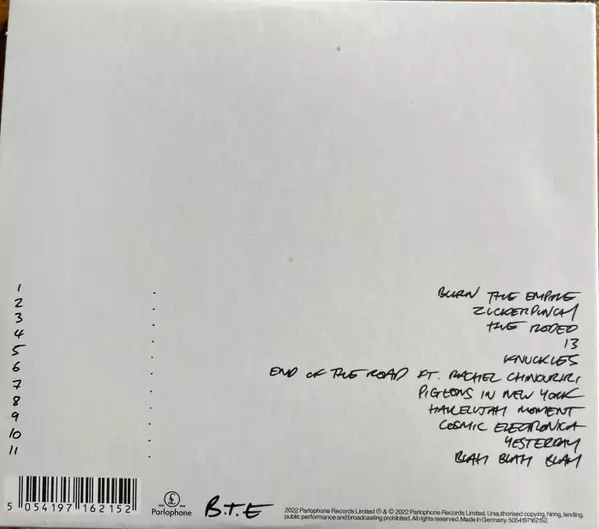 1 BURN THE EMPIRE
2 ZUCKERPUNCH
3 THE RODEO
4 13
5 KNUCKLES
6 END OF THE ROAD FT. RACHEL CHINOURIRI
7 PIGEONS IN NEW YORK
8 HALLELUJAH MOMENT
9 COSMIC ELECTRONICA
10 YESTERDAY
11 BLAH BLAH BLAH
5 054197 162152
Parlophone
B.T.E
2022 Parlophone Records Limited ℗ & © 2022 Parlophone Records Limited. Unauthorised copying, hiring, lending,
public performance and broadcasting prohibited. All rights reserved. Made in Germany. 5054197162152.